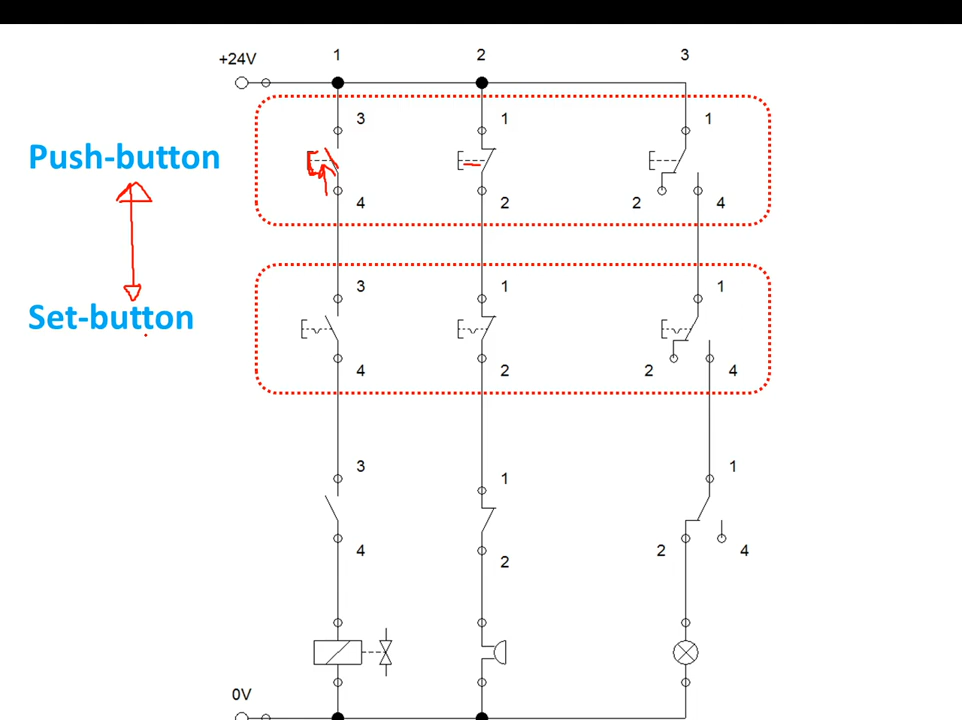 +24V 1 2 3
3 1 1
Push-button
4 2 2 4
3 1 1
Set-button
4 2 2 4
3 1 1
4 2 2 4
0V